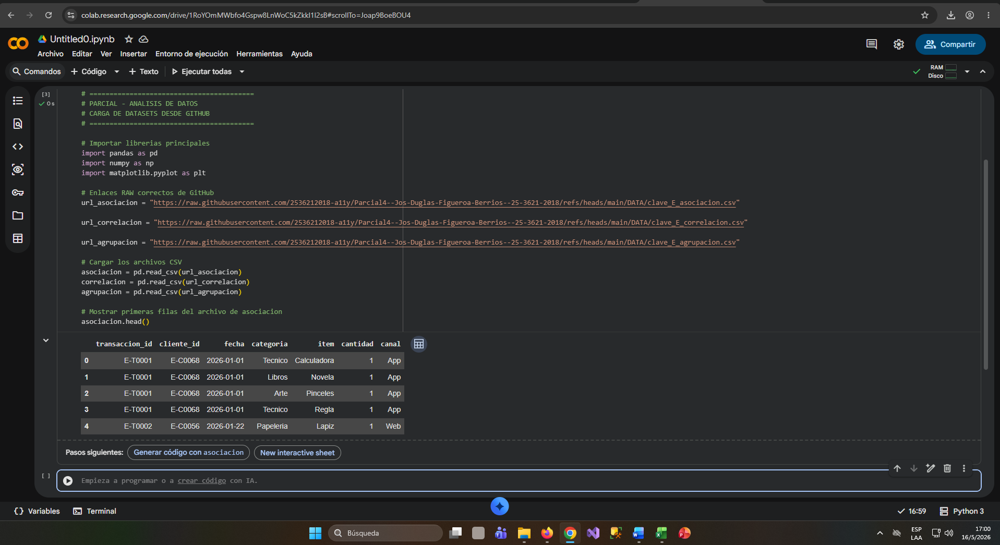 colab.research.google.com/drive/1RoYOmMWbfo4Gspw8LnWoC5kZkkI1I2sB#scrollTo=Joap9BoeBOU4
CO
Untitled0.ipynb
Archivo Editar Ver Insertar Entorno de ejecución Herramientas Ayuda
Compartir
Comandos + Código + Texto Ejecutar todas
RAM
Disco
[3]
0 s
# =========================================
# PARCIAL - ANALISIS DE DATOS
# CARGA DE DATASETS DESDE GITHUB
# =========================================
# Importar librerias principales
import pandas as pd
import numpy as np
import matplotlib.pyplot as plt
# Enlaces RAW correctos de GitHub
url_asociacion = "https://raw.githubusercontent.com/2536212018-a11y/Parcial4--Jos-Duglas-Figueroa-Berrios--25-3621-2018/refs/heads/main/DATA/clave_E_asociacion.csv"
url_correlacion = "https://raw.githubusercontent.com/2536212018-a11y/Parcial4--Jos-Duglas-Figueroa-Berrios--25-3621-2018/refs/heads/main/DATA/clave_E_correlacion.csv"
url_agrupacion = "https://raw.githubusercontent.com/2536212018-a11y/Parcial4--Jos-Duglas-Figueroa-Berrios--25-3621-2018/refs/heads/main/DATA/clave_E_agrupacion.csv"
# Cargar los archivos CSV
asociacion = pd.read_csv(url_asociacion)
correlacion = pd.read_csv(url_correlacion)
agrupacion = pd.read_csv(url_agrupacion)
# Mostrar primeras filas del archivo de asociacion
asociacion.head()
transaccion_id cliente_id fecha categoria item cantidad canal
0 E-T0001 E-C0068 2026-01-01 Tecnico Calculadora 1 App
1 E-T0001 E-C0068 2026-01-01 Libros Novela 1 App
2 E-T0001 E-C0068 2026-01-01 Arte Pinceles 1 App
3 E-T0001 E-C0068 2026-01-01 Tecnico Regla 1 App
4 E-T0002 E-C0056 2026-01-22 Papeleria Lapiz 1 Web
Pasos siguientes: Generar código con asociacion New interactive sheet
[ ]
Empieza a programar o a crear código con IA.
{} Variables Terminal
16:59 Python 3
Búsqueda
ESP
LAA
17:00
16/5/2026